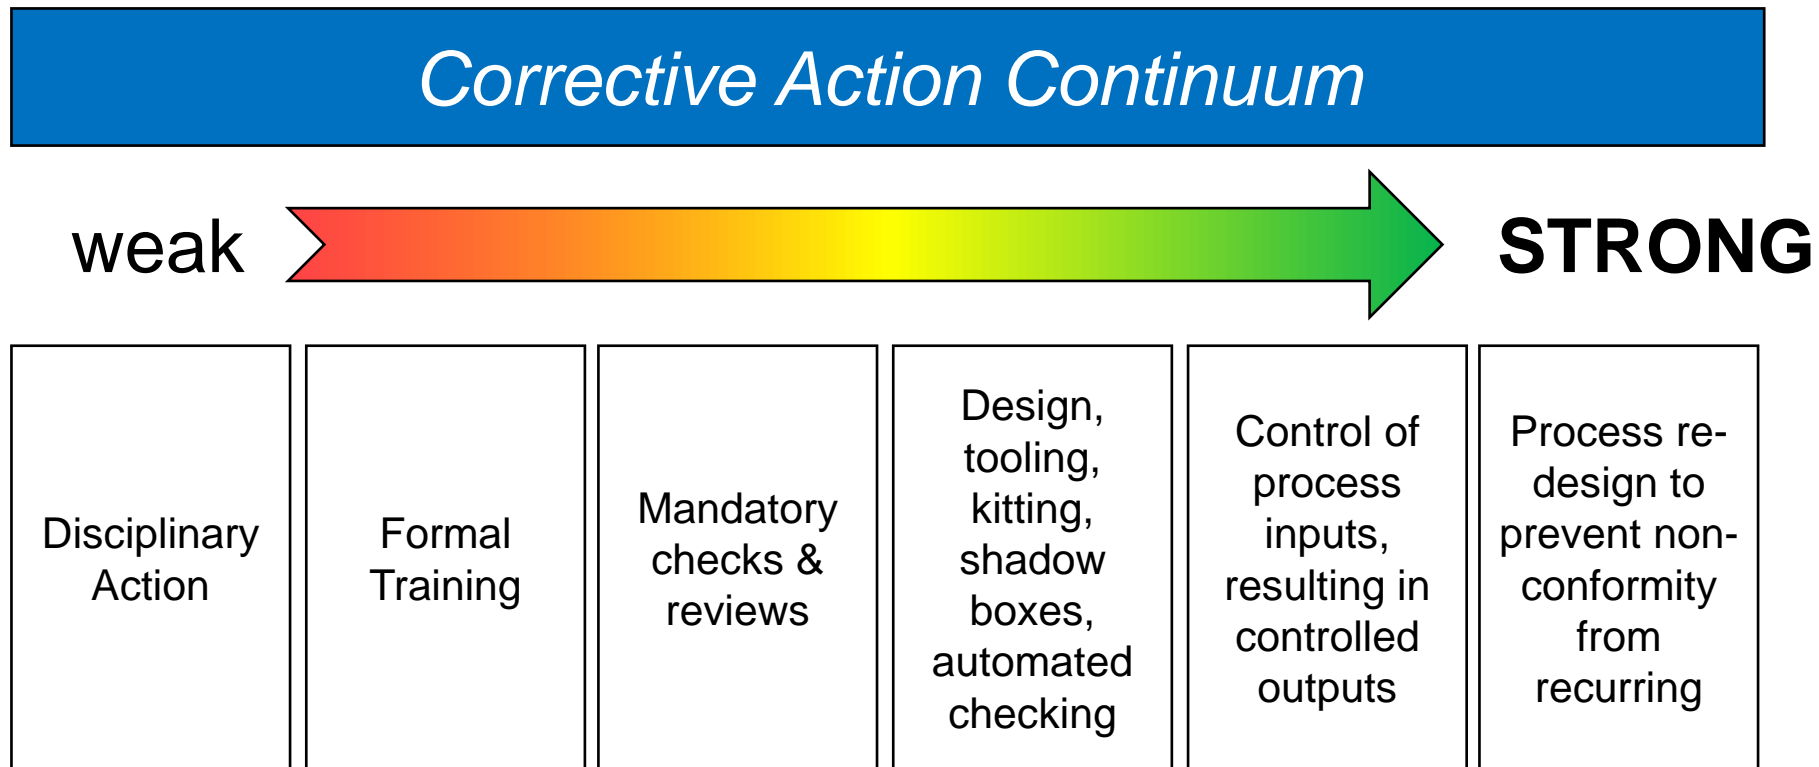 Corrective Action Continuum
weak
STRONG
Disciplinary
Action
Formal
Training
Mandatory
checks &
reviews
Design,
tooling,
kitting,
shadow
boxes,
automated
checking
Control of
process
inputs,
resulting in
controlled
outputs
Process re-
design to
prevent non-
conformity
from
recurring